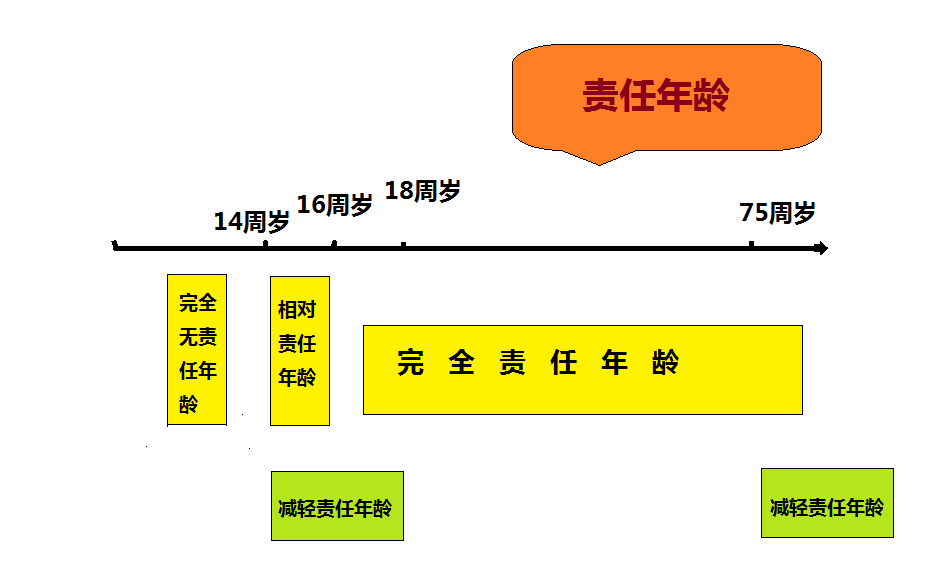 责任年龄
14周岁
16周岁
18周岁
75周岁
完全
无责
任年
龄
相对
责任
年龄
完全责任年龄
减轻责任年龄
减轻责任年龄